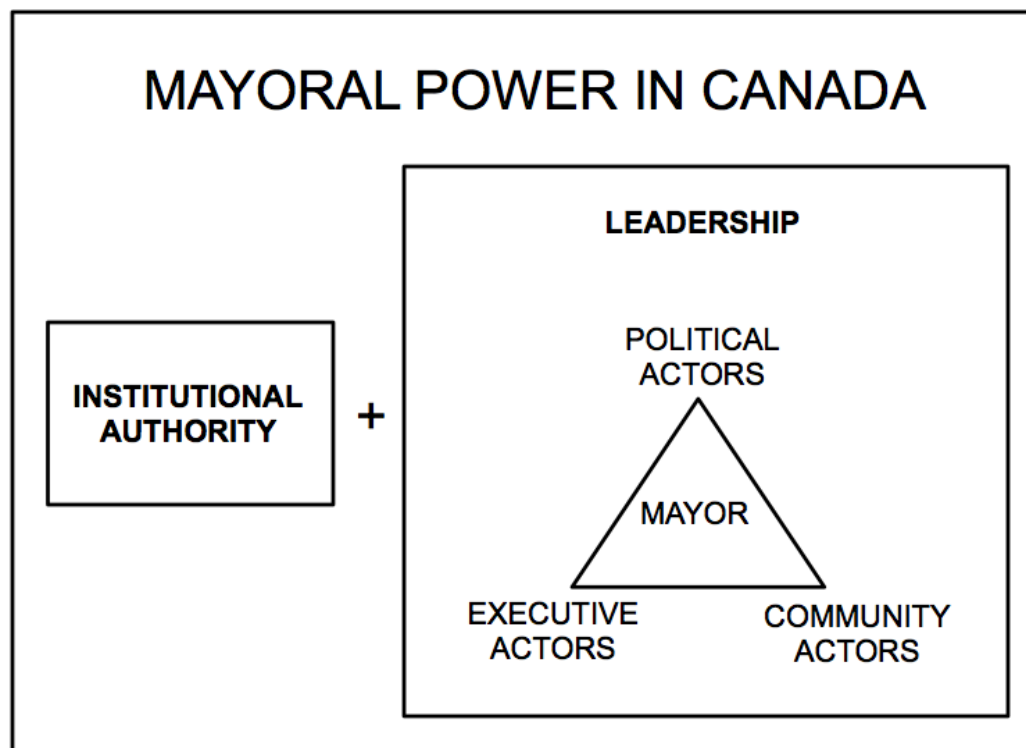 MAYORAL POWER IN CANADA
LEADERSHIP
INSTITUTIONAL
AUTHORITY
+
POLITICAL
ACTORS
MAYOR
EXECUTIVE
ACTORS
COMMUNITY
ACTORS